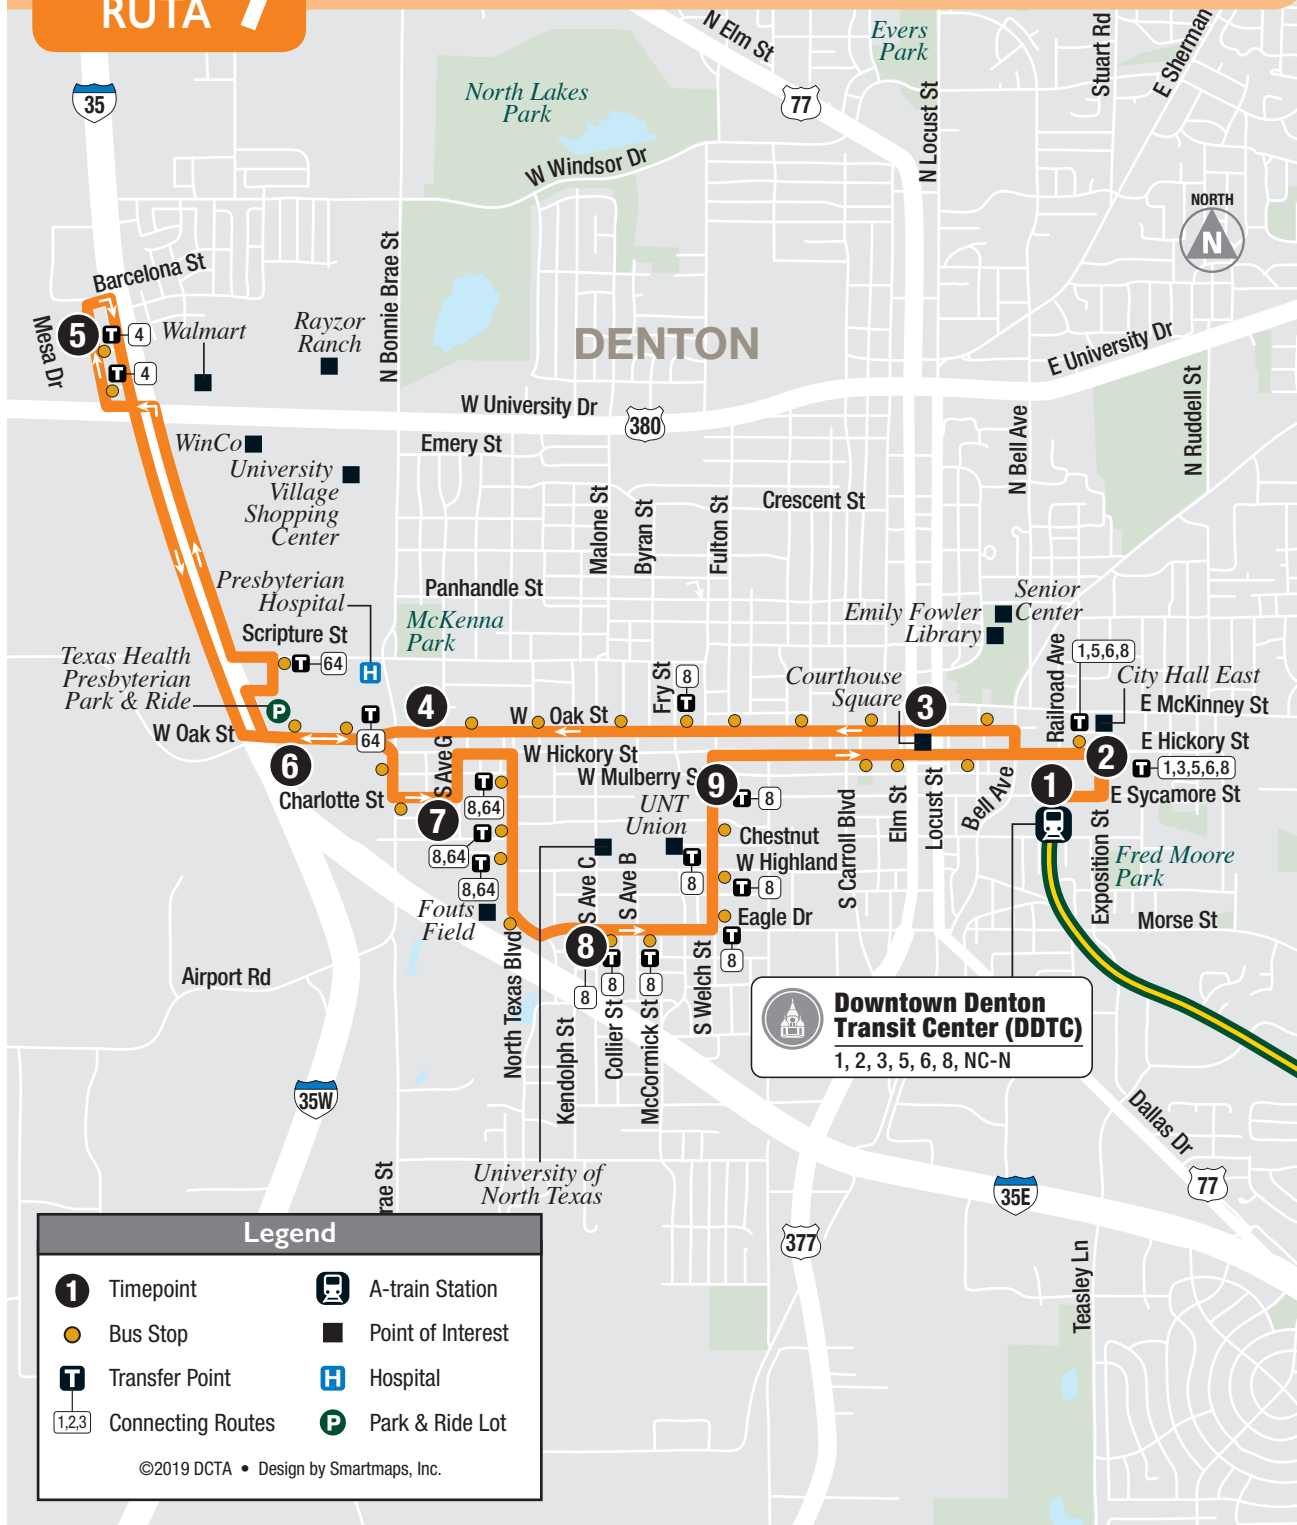 RUTA 7
35
N Elm St
77
Evers
Park
N Locust St
Stuart Rd
E Sherman
North Lakes
Park
W Windsor Dr
NORTH
N
Barcelona St
N Bonnie Brae St
Mesa Dr
5
T 4
T 4
Walmart
Rayzor
Ranch
DENTON
E University Dr
W University Dr
380
N Bell Ave
N Ruddell St
WinCo
Emery St
University
Village
Shopping
Center
Malone St
Byran St
Fulton St
Crescent St
Presbyterian
Hospital
Panhandle St
McKenna
Park
Senior
Center
Emily Fowler
Library
Scripture St
T 64
H
Texas Health
Presbyterian
Park & Ride
P
Fry St
8
T
Courthouse
Square
Railroad Ave
1,5,6,8
T
City Hall East
E McKinney St
W Oak St
T
64
4
W Oak St
3
E Hickory St
6
W Hickory St
2
T 1,3,5,6,8
Charlotte St
S Ave G
W Mulberry S
9
1
E Sycamore St
7
T
8,64
T
8,64
T
8,64
UNT
Union
T 8
Chestnut
W Highland
T
8
T 8
S Carroll Blvd
Elm St
Locust St
Bell Ave
Exposition St
Fred Moore
Park
Fouts
Field
S Ave C
S Ave B
Eagle Dr
Morse St
8
T
8
8
T
8
T
8
Airport Rd
North Texas Blvd
Kendolph St
Collier St
McCormick St
S Welch St
Downtown Denton
Transit Center (DDTC)
1, 2, 3, 5, 6, 8, NC-N
35W
Dallas Dr
University of
North Texas
rae St
35E
77
377
Teasley Ln
Legend
1 Timepoint
A-train Station
Bus Stop
Point of Interest
T Transfer Point
H Hospital
1,2,3 Connecting Routes
P Park & Ride Lot
©2019 DCTA • Design by Smartmaps, Inc.